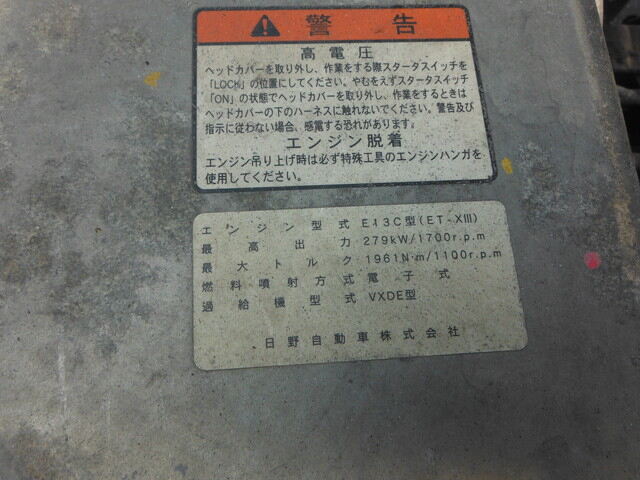 警告
高電圧
ヘッドカバーを取り外し、作業をする際スタータスイッチを
「LOCK」の位置にしてください。やむをえずスタータスイッチ
「ON」の状態でヘッドカバーを取り外し、作業をするときは
ヘッドカバーの下のハーネスに触れないでください。警告及び
指示に従わない場合、感電する恐れがあります。
エンジン脱着
エンジン吊り上げ時は必ず特殊工具のエンジンハンガを
使用してください。
エンジン型式 E13C型(ET-XIII)
最高出力 279kW/1700r.p.m
最大トルク 1961N·m/1100r.p.m
燃料噴射方式 電子式
過給機型式 VXDE型
日野自動車株式会社